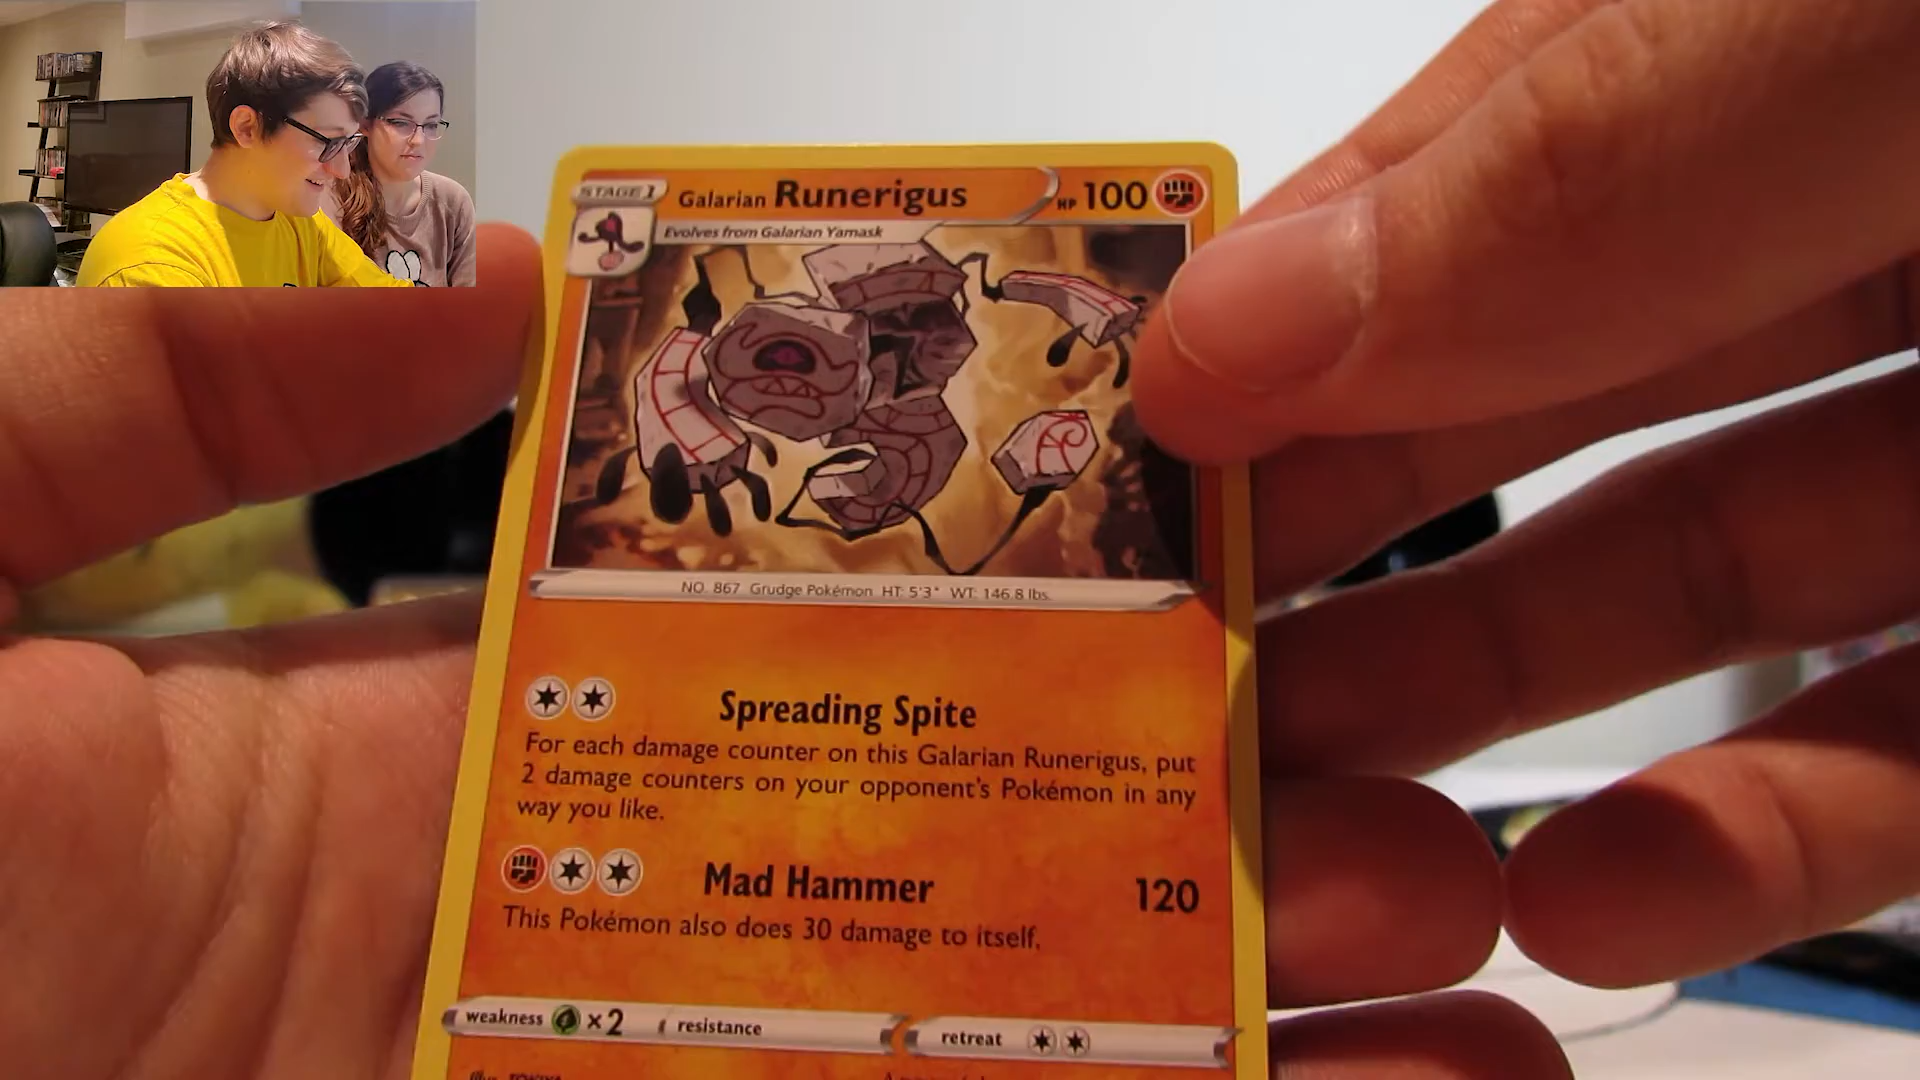 STAGE 1
Galarian Runerigus HP 100
Evolves from Galarian Yamask
NO. 867 Grudge Pokémon HT: 5'3" WT: 146.8 lbs.
Spreading Spite
For each damage counter on this Galarian Runerigus, put
2 damage counters on your opponent's Pokémon in any
way you like.
Mad Hammer 120
This Pokémon also does 30 damage to itself.
weakness ×2 resistance retreat